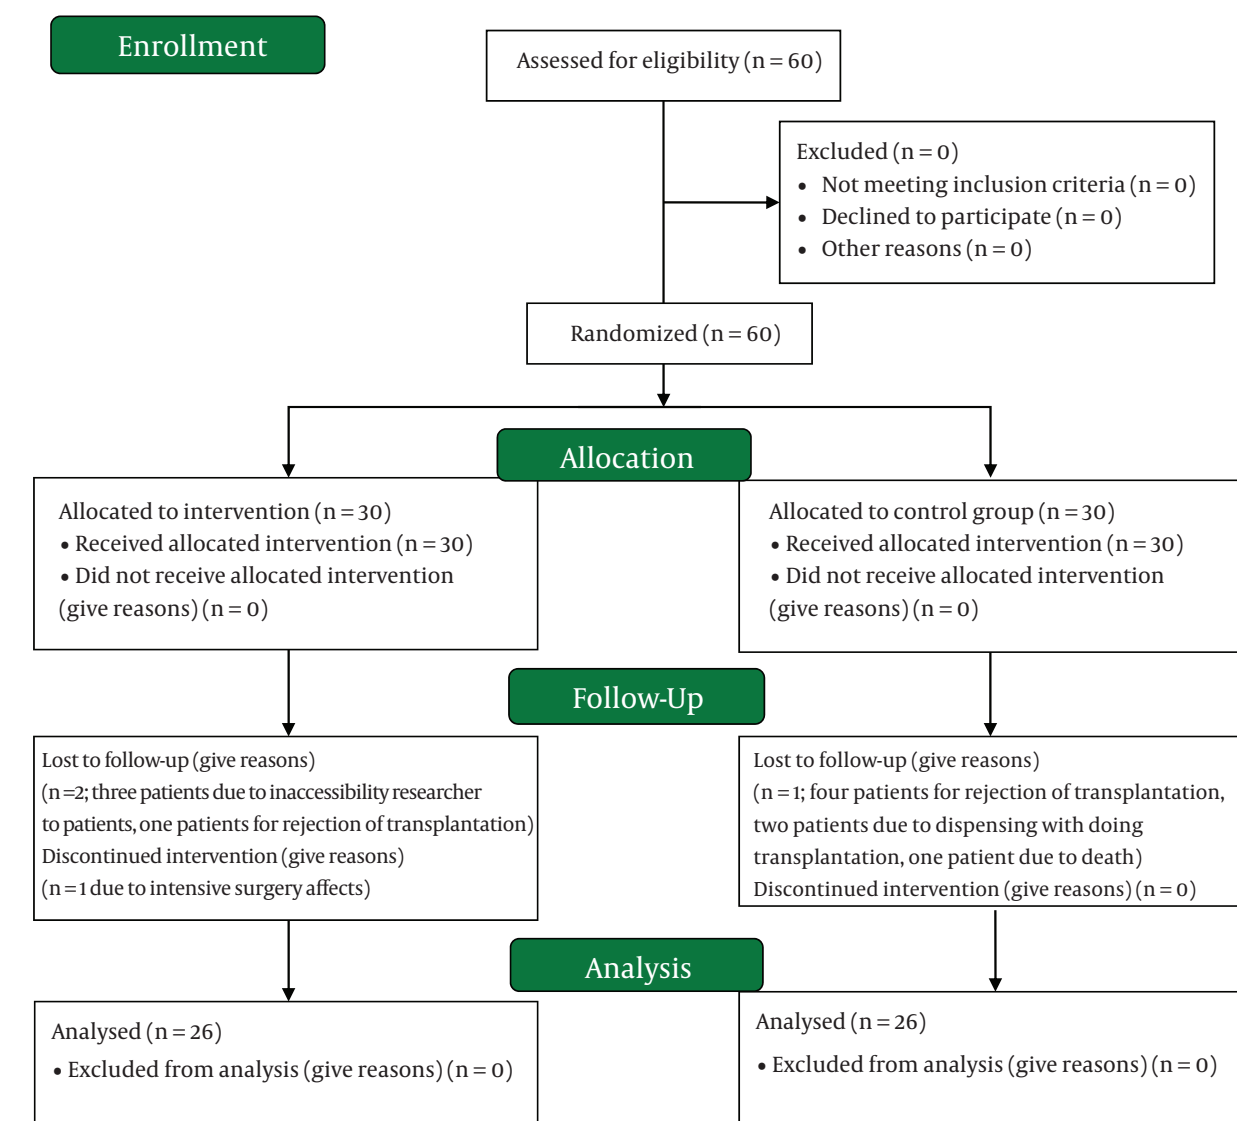 Enrollment
Assessed for eligibility (n = 60)
Excluded (n = 0)
• Not meeting inclusion criteria (n = 0)
• Declined to participate (n = 0)
• Other reasons (n = 0)
Randomized (n = 60)
Allocation
Allocated to intervention (n = 30)
• Received allocated intervention (n = 30)
• Did not receive allocated intervention
(give reasons) (n = 0)
Allocated to control group (n = 30)
• Received allocated intervention (n = 30)
• Did not receive allocated intervention
(give reasons) (n = 0)
Follow-Up
Lost to follow-up (give reasons)
(n =2; three patients due to inaccessibility researcher
to patients, one patients for rejection of transplantation)
Discontinued intervention (give reasons)
(n = 1 due to intensive surgery affects)
Lost to follow-up (give reasons)
(n = 1; four patients for rejection of transplantation,
two patients due to dispensing with doing
transplantation, one patient due to death)
Discontinued intervention (give reasons) (n = 0)
Analysis
Analysed (n = 26)
• Excluded from analysis (give reasons) (n = 0)
Analysed (n = 26)
• Excluded from analysis (give reasons) (n = 0)